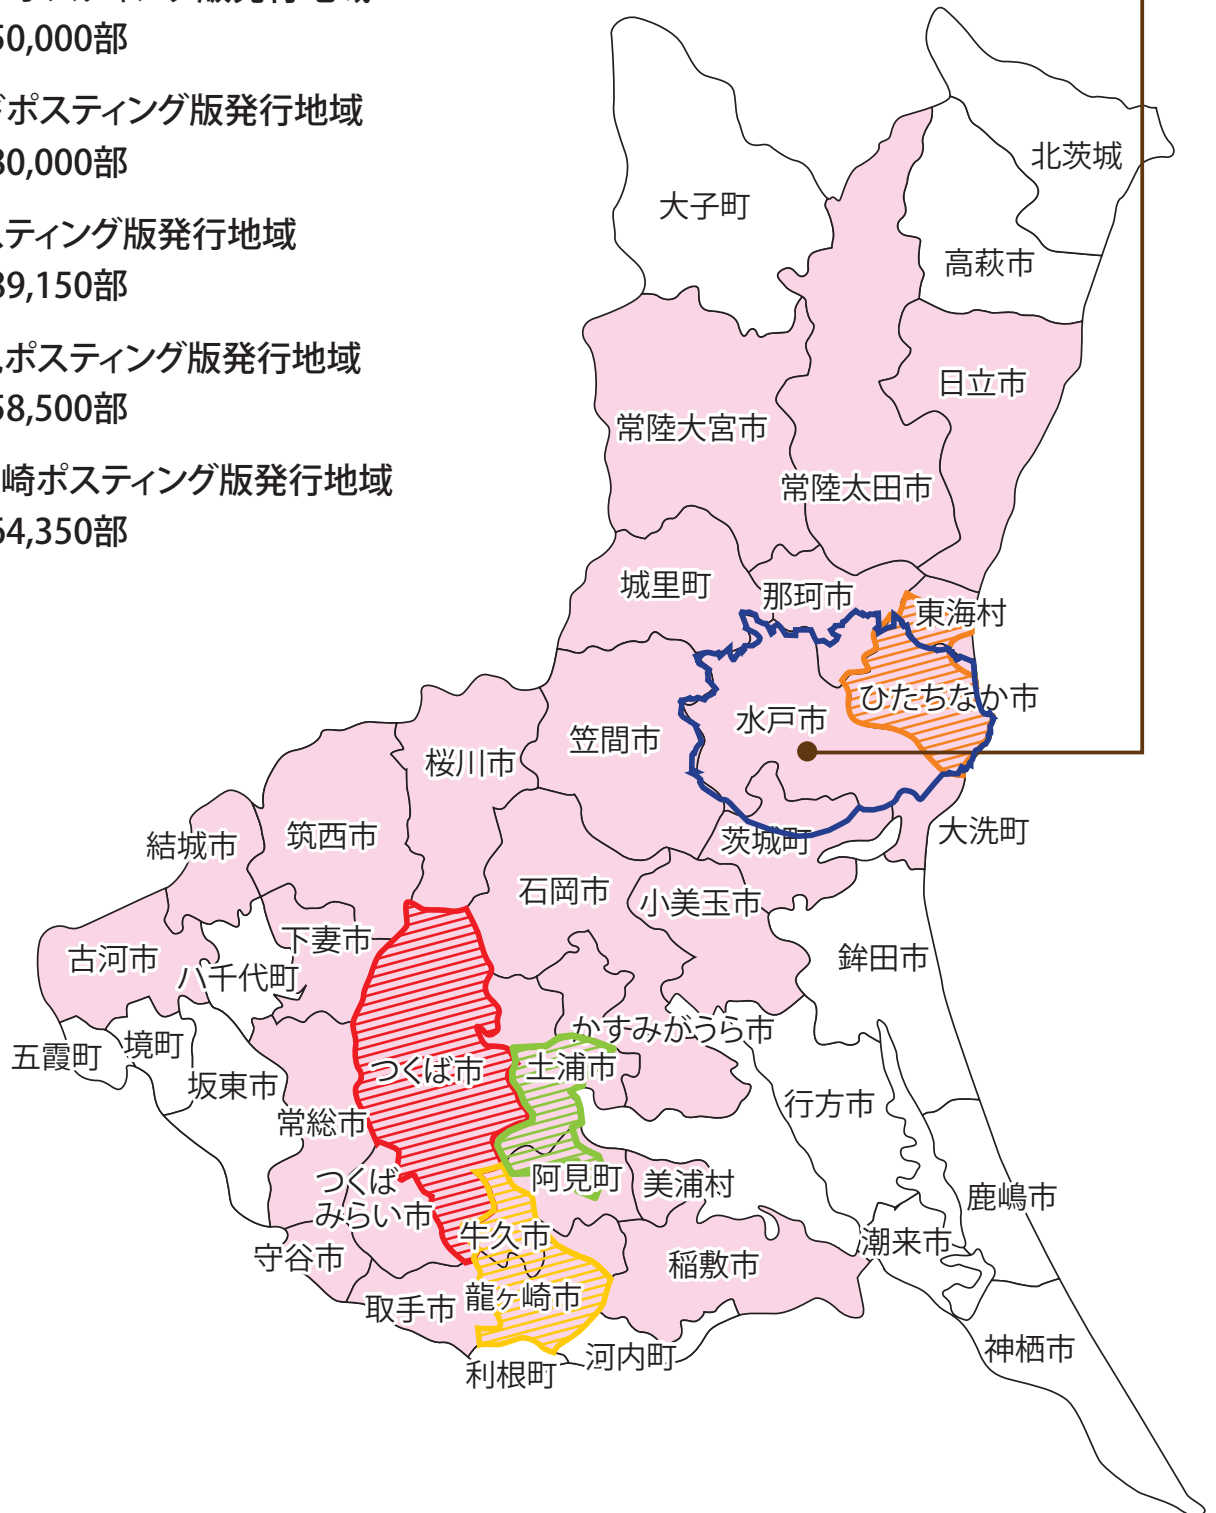 50,000部
ポスティング版発行地域
30,000部
スティング版発行地域
39,150部
ポスティング版発行地域
58,500部
崎ポスティング版発行地域
64,350部
北茨城
大子町
高萩市
日立市
常陸大宮市
常陸太田市
城里町
那珂市
東海村
ひたちなか市
水戸市
笠間市
桜川市
茨城町
大洗町
結城市
筑西市
石岡市
小美玉市
下妻市
古河市
八千代町
鉾田市
かすみがうら市
五霞町
境町
坂東市
つくば市
土浦市
行方市
常総市
つくば
みらい市
阿見町
美浦村
鹿嶋市
潮来市
牛久市
守谷市
稲敷市
取手市
龍ヶ崎市
神栖市
河内町
利根町